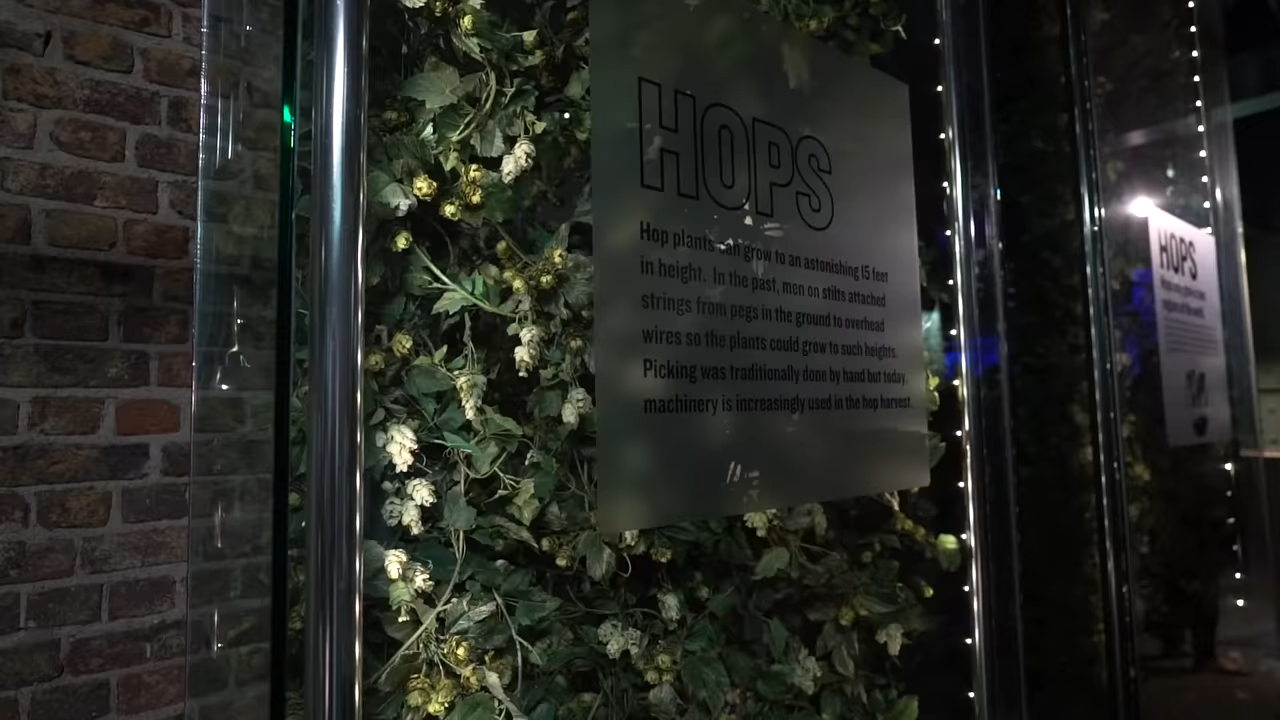 HOPS
Hop plants can grow to an astonishing 15 feet
in height. In the past, men on stilts attached
strings from pegs in the ground to overhead
wires so the plants could grow to such heights.
Picking was traditionally done by hand but today,
machinery is increasingly used in the hop harvest.
HOPS